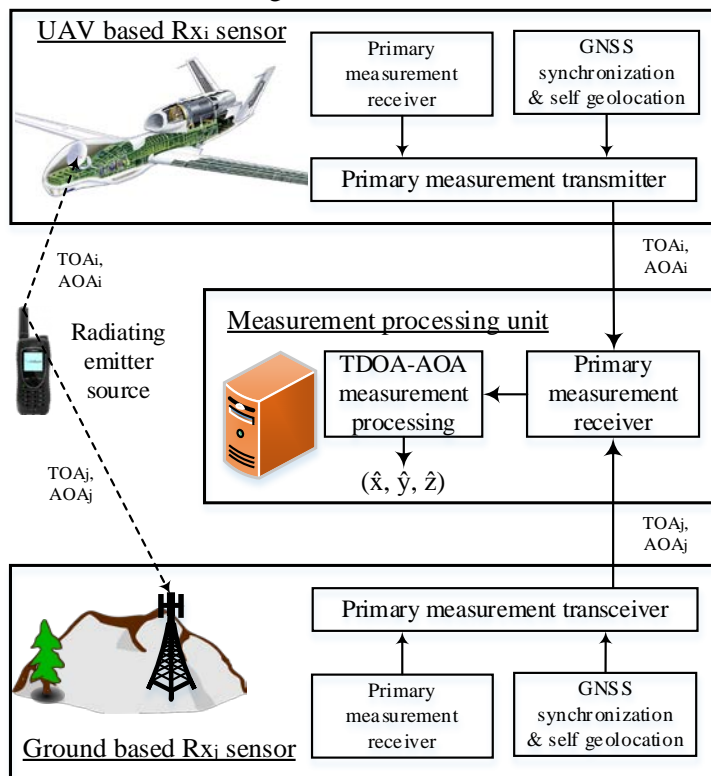 UAV based Rxi sensor
Primary
measurement
receiver
GNSS
synchronization
& self geolocation
Primary measurement transmitter
TOAi,
AOAi
TOAi,
AOAi
Radiating
emitter
source
Measurement processing unit
TDOA-AOA
measurement
processing
Primary
measurement
receiver
(x̂, ŷ, ẑ)
TOAj,
AOAj
TOAj,
AOAj
Primary measurement transceiver
Primary
measurement
receiver
GNSS
synchronization
& self geolocation
Ground based Rxj sensor